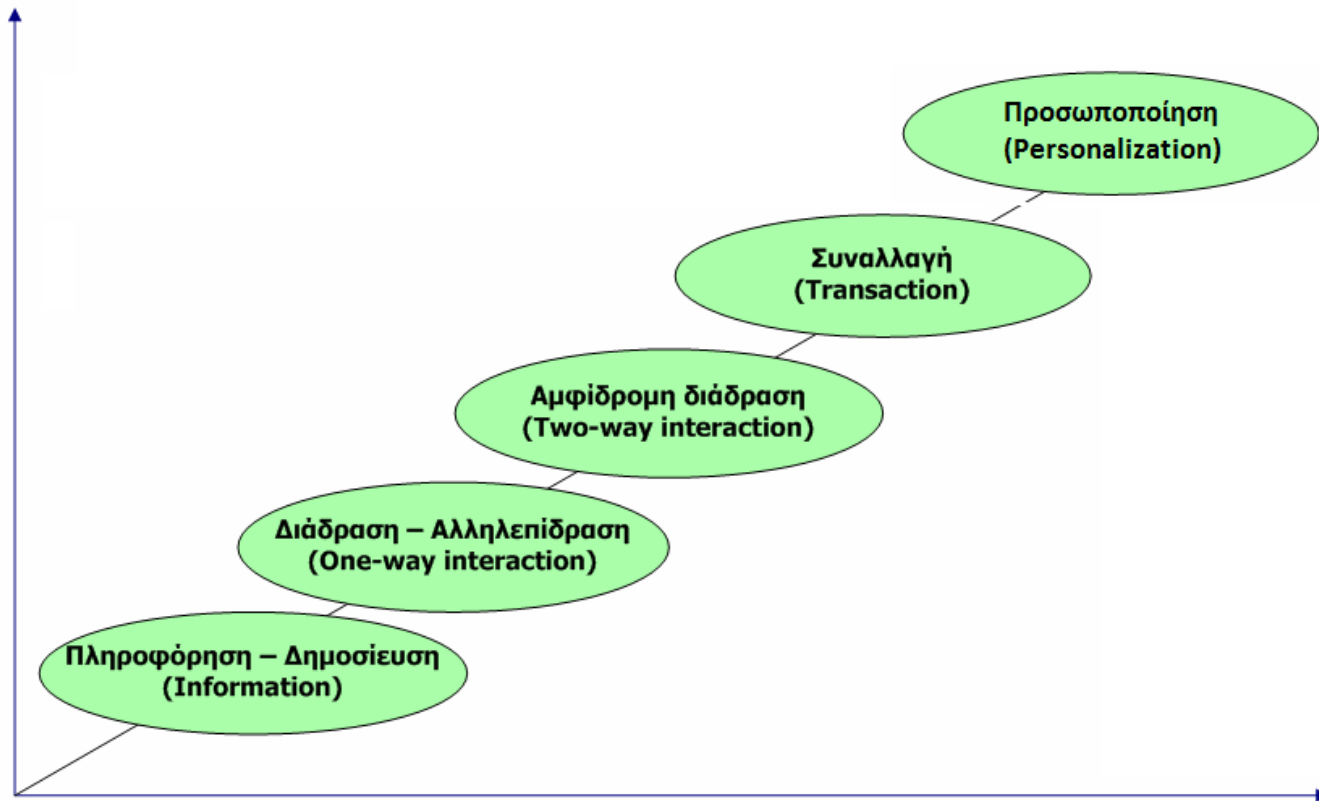 Προσωποποίηση
(Personalization)
Συναλλαγή
(Transaction)
Αμφίδρομη διάδραση
(Two-way interaction)
Διάδραση – Αλληλεπίδραση
(One-way interaction)
Πληροφόρηση – Δημοσίευση
(Information)